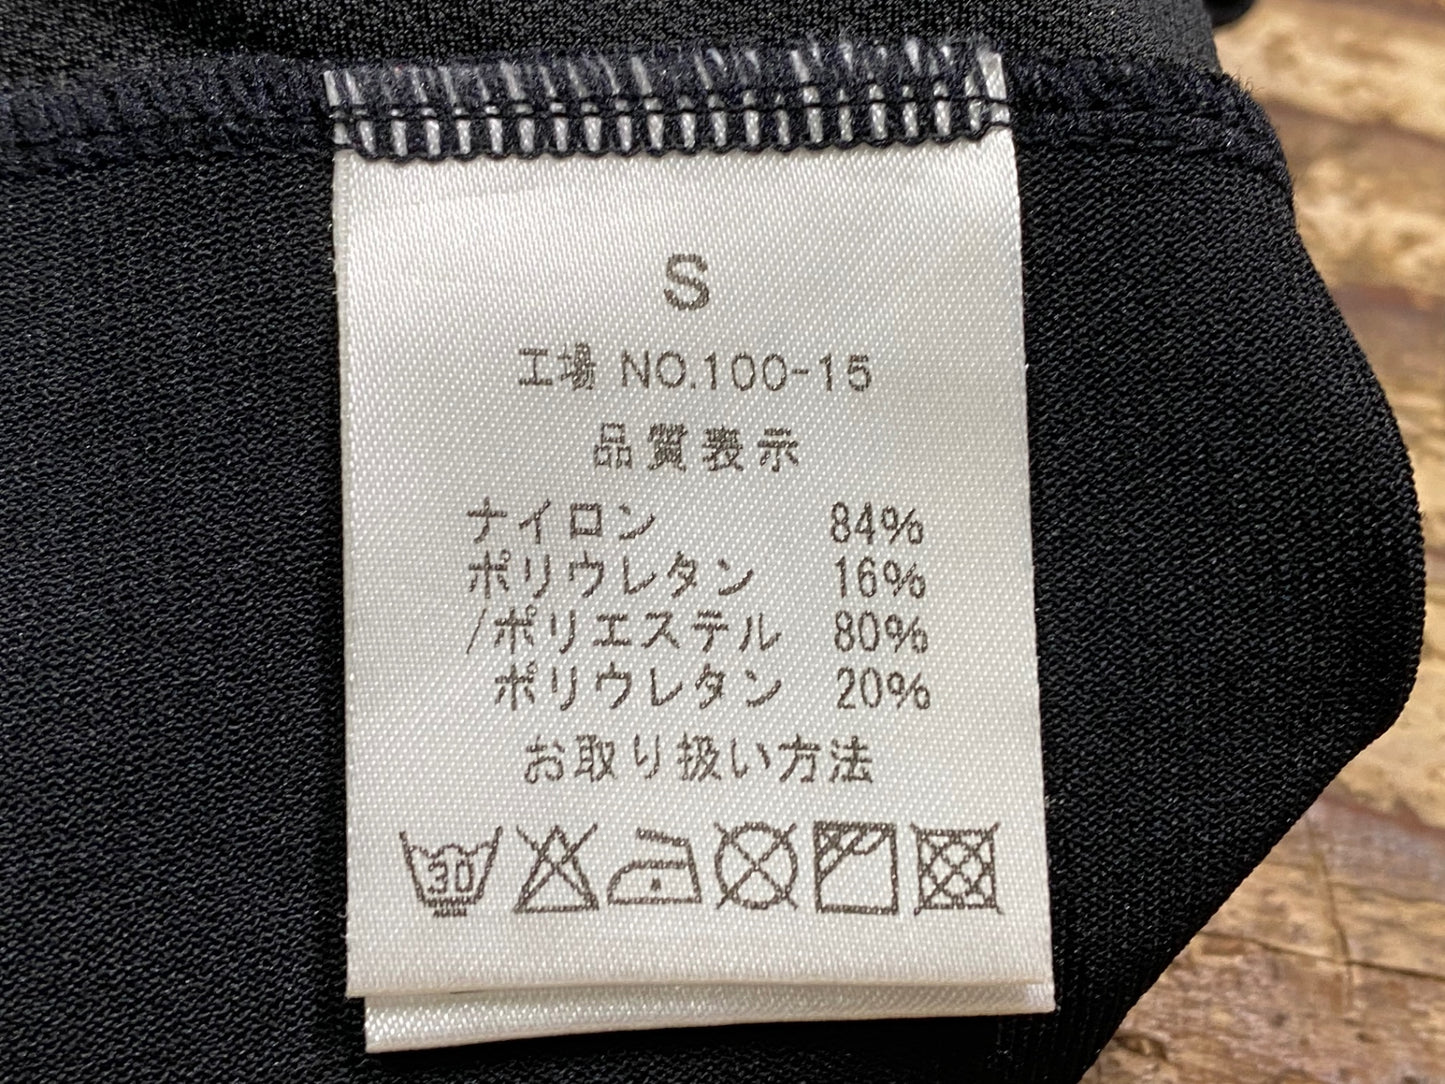 S
工場 NO.100-15
品質表示
ナイロン 84%
ポリウレタン 16%
/ポリエステル 80%
ポリウレタン 20%
お取り扱い方法
30